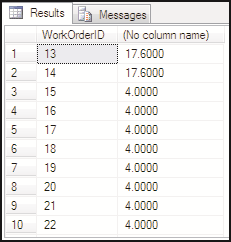 Results Messages
WorkOrderID (No column name)
1 13 17.6000
2 14 17.6000
3 15 4.0000
4 16 4.0000
5 17 4.0000
6 18 4.0000
7 19 4.0000
8 20 4.0000
9 21 4.0000
10 22 4.0000